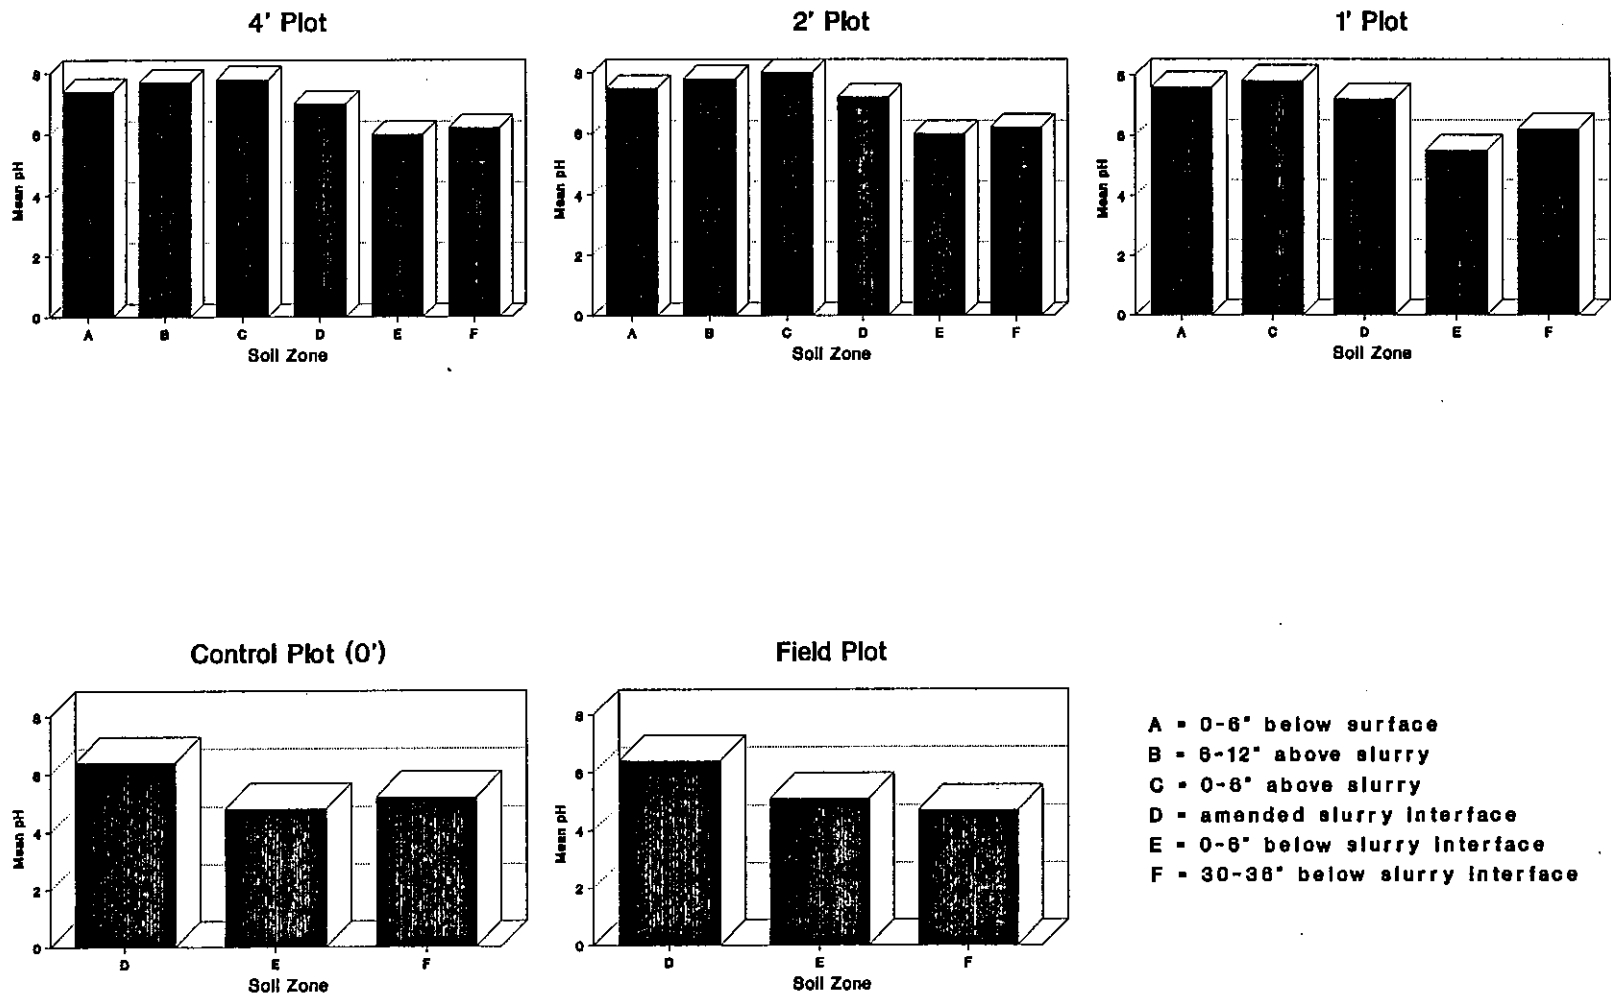 4' Plot
2' Plot
1' Plot
Mean pH
8
6
4
2
0
A B C D E F
Soil Zone
Mean pH
8
6
4
2
0
A B C D E F
Soil Zone
Mean pH
8
6
4
2
0
A C D E F
Soil Zone
Control Plot (0')
Field Plot
Mean pH
8
6
4
2
0
D E F
Soil Zone
Mean pH
8
6
4
2
0
D E F
Soil Zone
A = 0-6" below surface
B = 6-12" above slurry
C = 0-6" above slurry
D = amended slurry interface
E = 0-6" below slurry interface
F = 30-36" below slurry interface